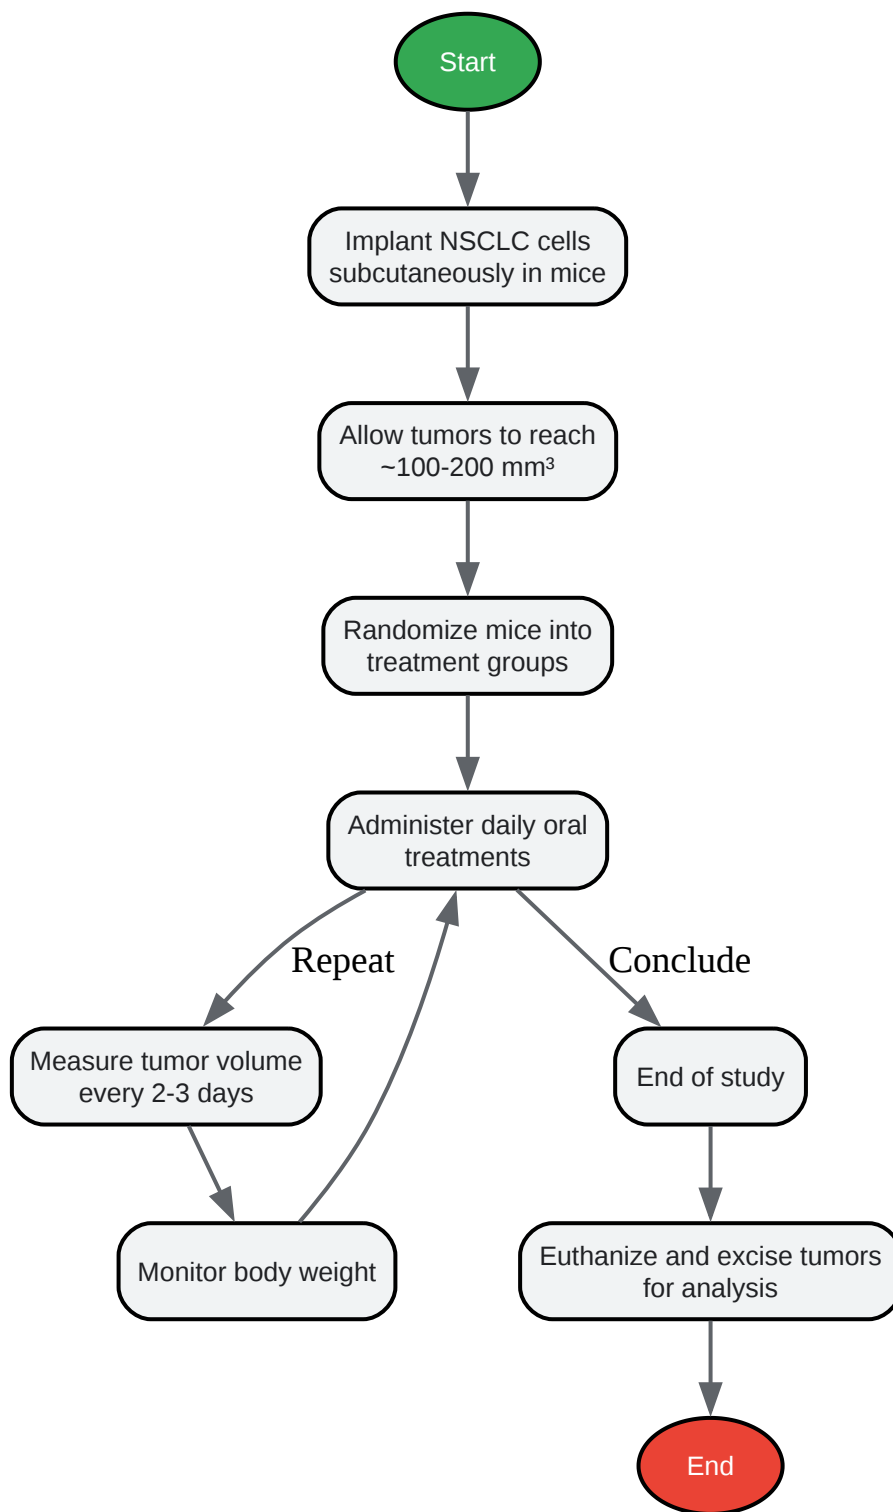 Start
Implant NSCLC cells
subcutaneously in mice
Allow tumors to reach
~100-200 mm³
Randomize mice into
treatment groups
Administer daily oral
treatments
Repeat
Conclude
Measure tumor volume
every 2-3 days
End of study
Monitor body weight
Euthanize and excise tumors
for analysis
End